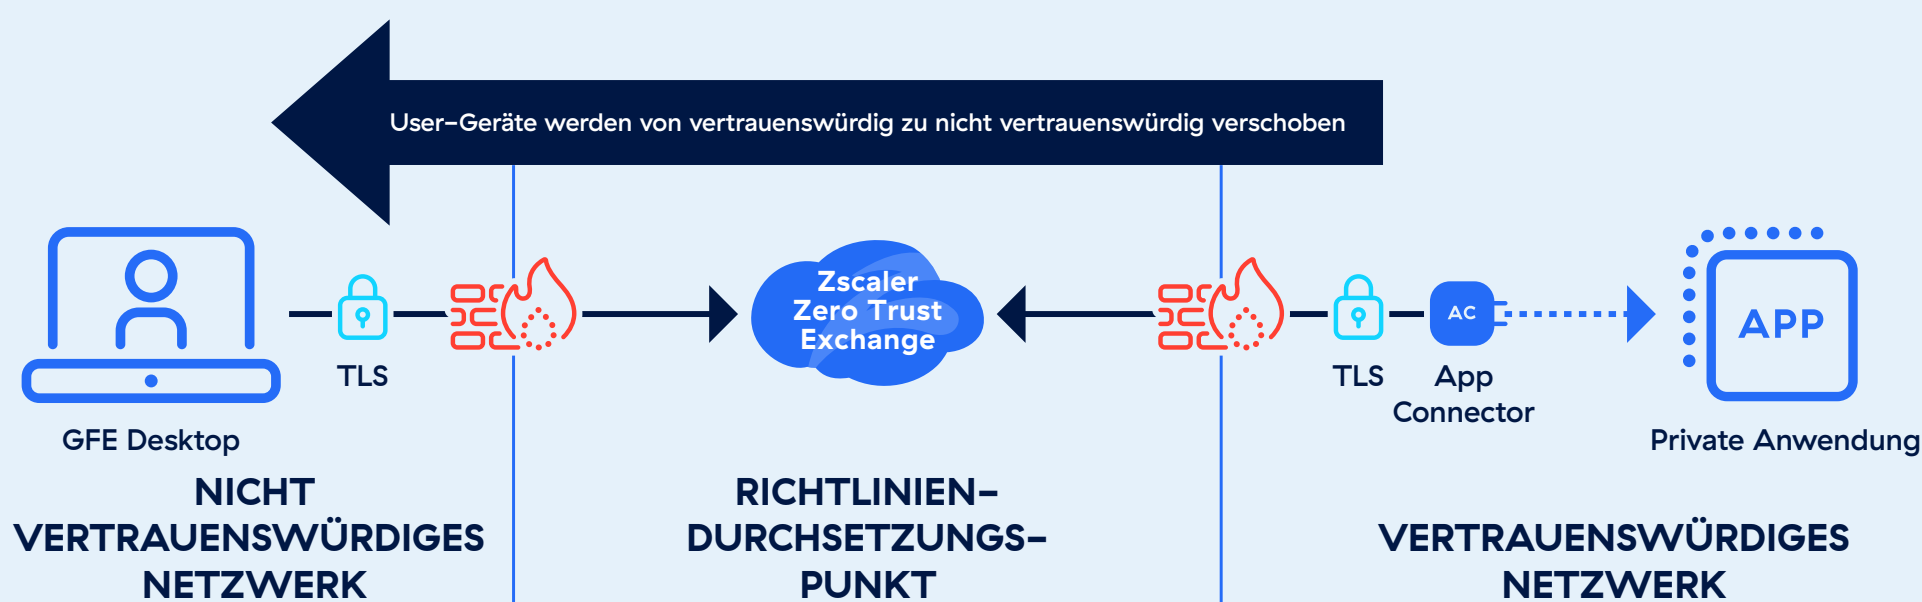 User-Geräte werden von vertrauenswürdig zu nicht vertrauenswürdig verschoben
Zscaler
Zero Trust
Exchange
AC
APP
TLS
TLS
App
Connector
GFE Desktop
Private Anwendung
NICHT
VERTRAUENSWÜRDIGES
NETZWERK
RICHTLINIEN-
DURCHSETZUNGS-
PUNKT
VERTRAUENSWÜRDIGES
NETZWERK